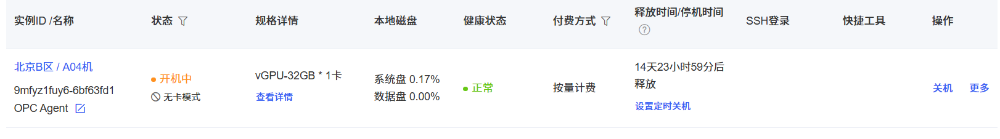 实例ID /名称 状态 规格详情 本地磁盘 健康状态 付费方式 释放时间/停机时间 SSH登录 快捷工具 操作
北京B区 / A04机
9mfyz1fuy6-6bf63fd1
OPC Agent
开机中
无卡模式
vGPU-32GB * 1卡
查看详情
系统盘 0.17%
数据盘 0.00%
正常
按量计费
14天23小时59分后
释放
设置定时关机
关机 更多